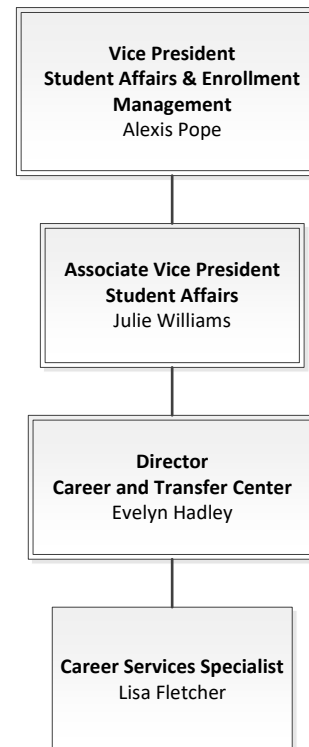 Vice President
Student Affairs & Enrollment
Management
Alexis Pope
Associate Vice President
Student Affairs
Julie Williams
Director
Career and Transfer Center
Evelyn Hadley
Career Services Specialist
Lisa Fletcher